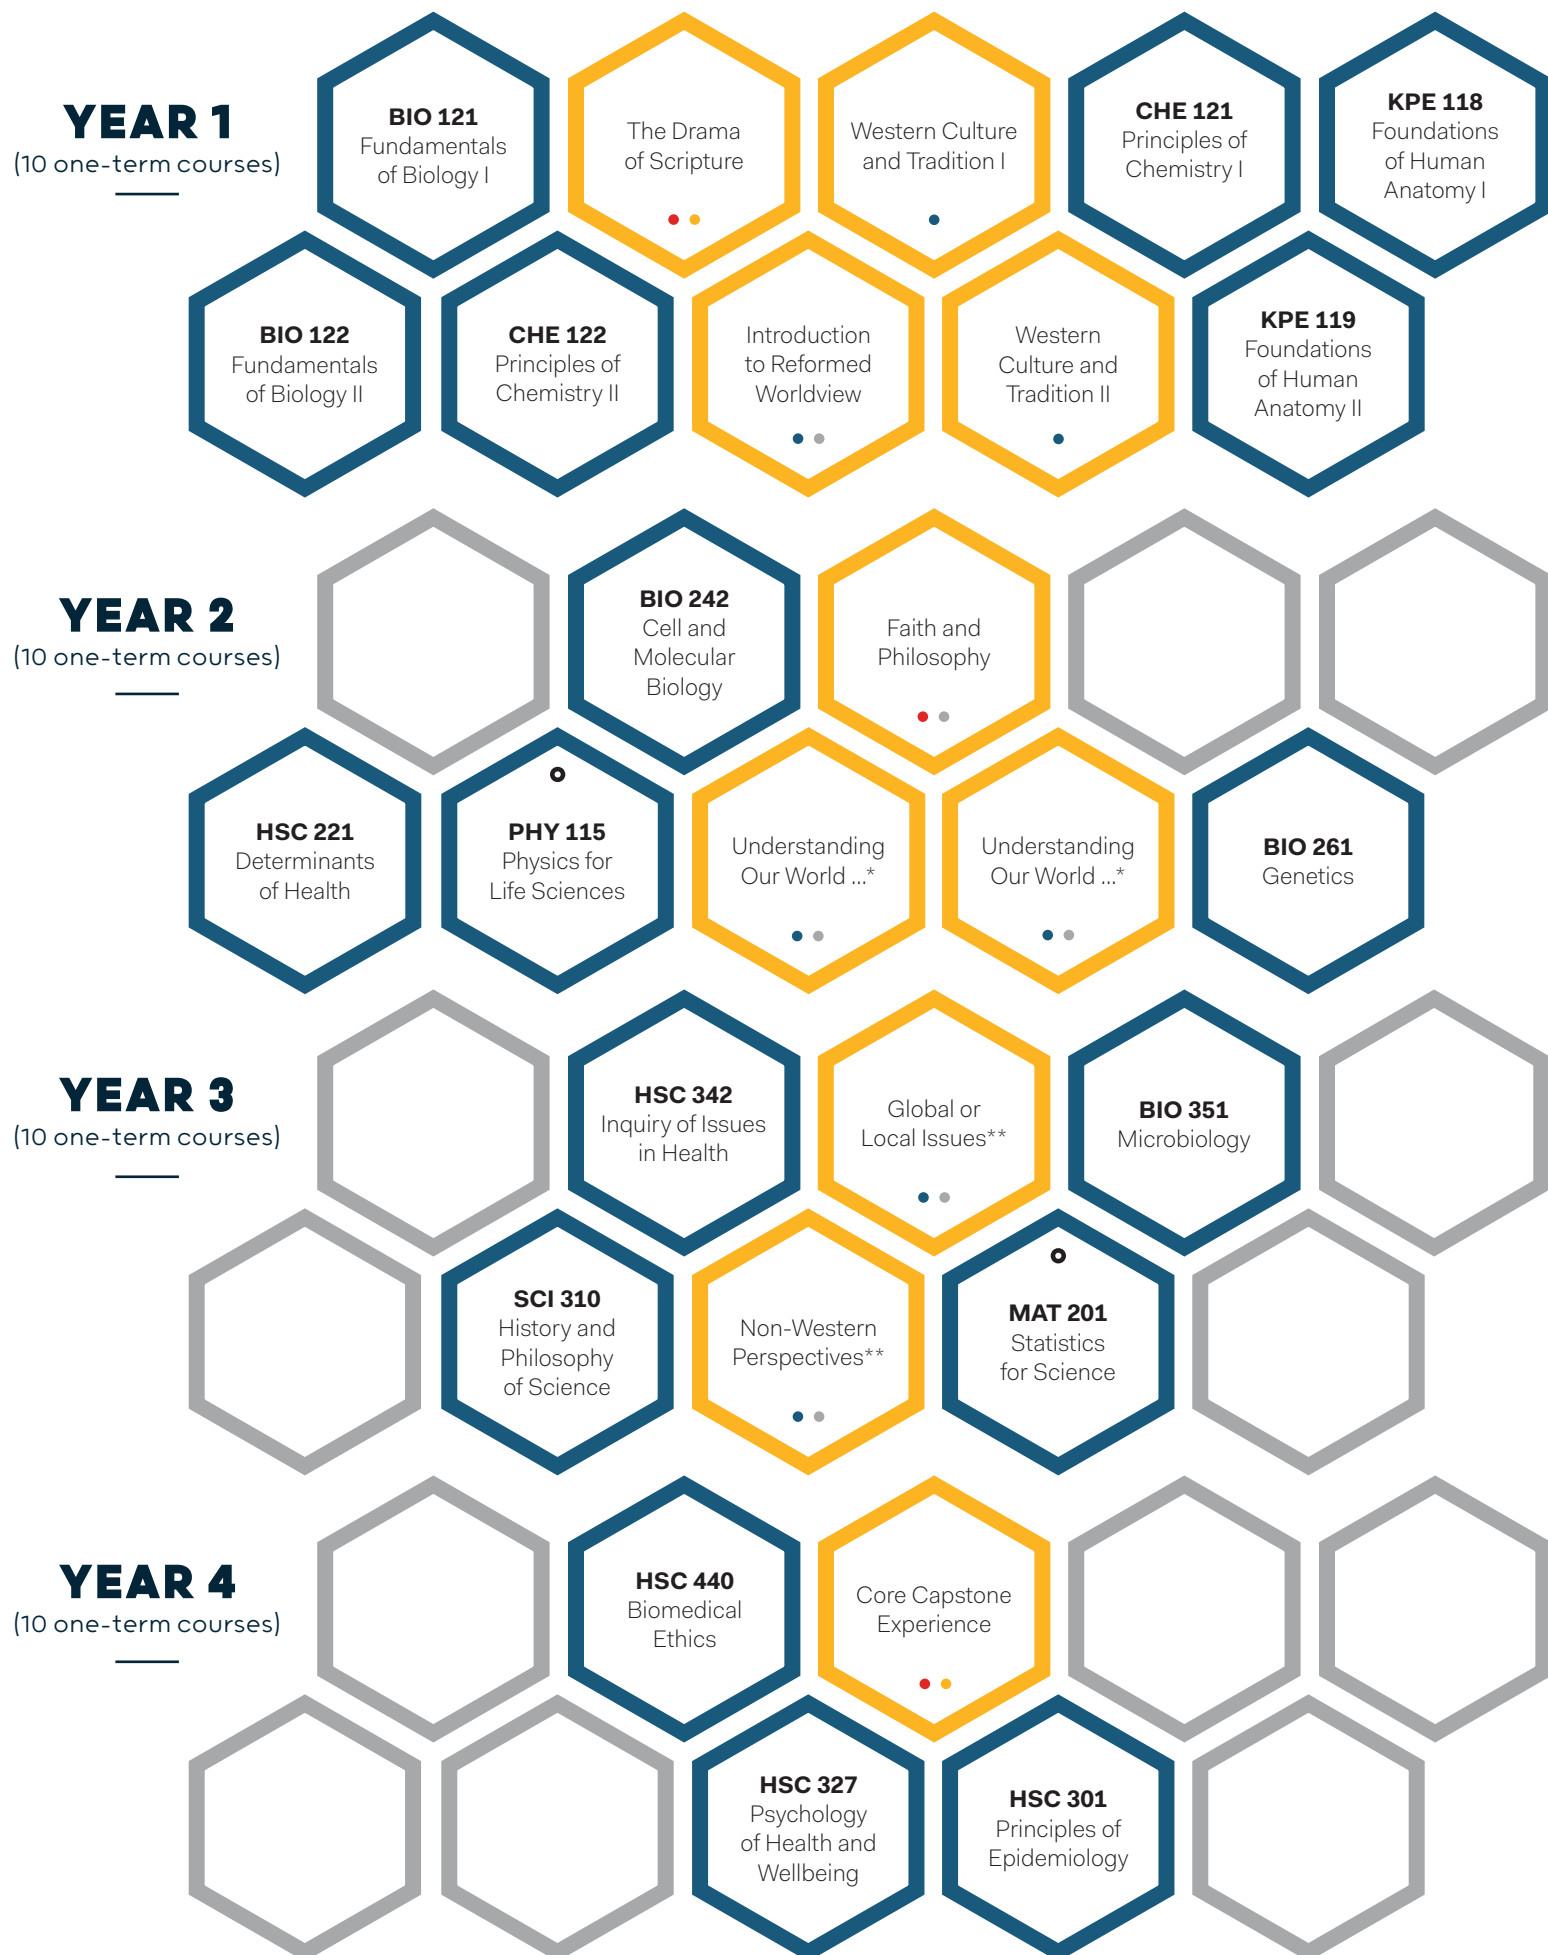 YEAR 1
(10 one-term courses)
BIO 121
Fundamentals
of Biology I
The Drama
of Scripture
Western Culture
and Tradition I
CHE 121
Principles of
Chemistry I
KPE 118
Foundations
of Human
Anatomy I
BIO 122
Fundamentals
of Biology II
CHE 122
Principles of
Chemistry II
Introduction
to Reformed
Worldview
Western
Culture and
Tradition II
KPE 119
Foundations
of Human
Anatomy II
YEAR 2
(10 one-term courses)
BIO 242
Cell and
Molecular
Biology
Faith and
Philosophy
HSC 221
Determinants
of Health
PHY 115
Physics for
Life Sciences
Understanding
Our World ...*
Understanding
Our World ...*
BIO 261
Genetics
YEAR 3
(10 one-term courses)
HSC 342
Inquiry of Issues
in Health
Global or
Local Issues**
BIO 351
Microbiology
SCI 310
History and
Philosophy
of Science
Non-Western
Perspectives**
MAT 201
Statistics
for Science
YEAR 4
(10 one-term courses)
HSC 440
Biomedical
Ethics
Core Capstone
Experience
HSC 327
Psychology
of Health and
Wellbeing
HSC 301
Principles of
Epidemiology